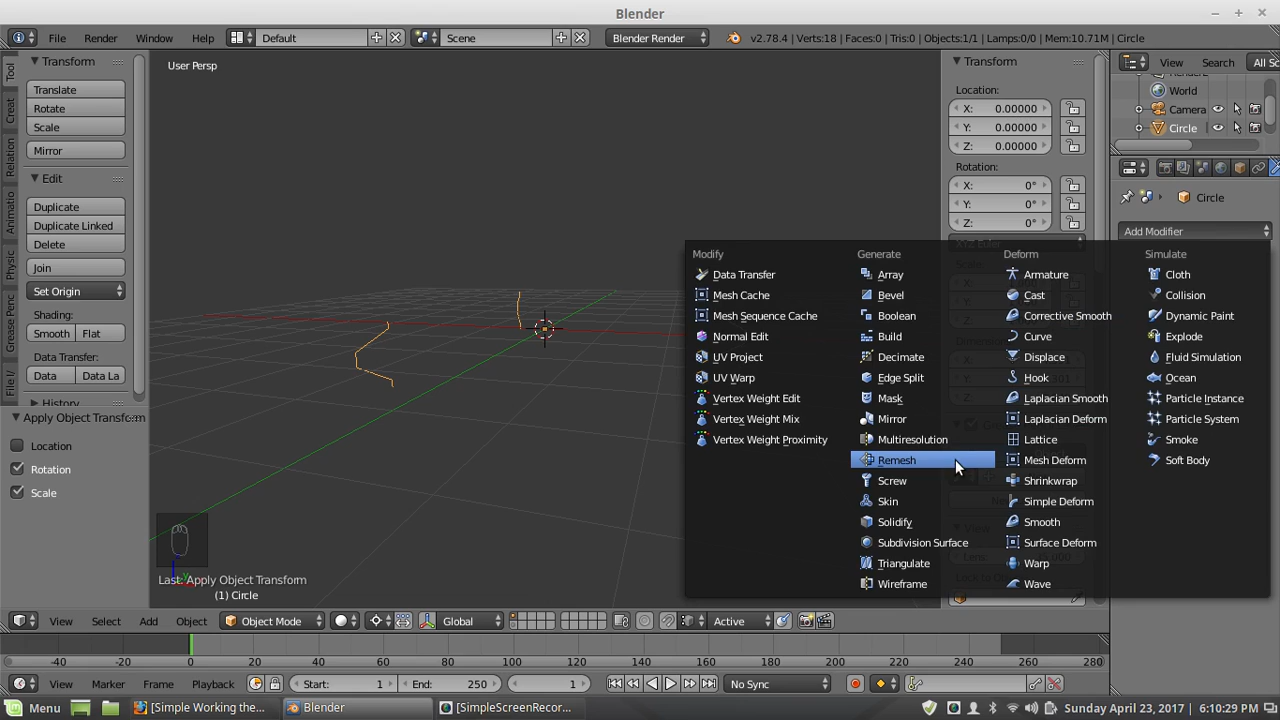 Blender
File Render Window Help Default Scene Blender Render v2.78.4 | Verts:18 | Faces:0 | Tris:0 | Objects:1/1 | Lamps:0/0 | Mem:10.71M | Circle
Tool
Creat
Relation
Animatio
Physic
Grease Penc
File I/
Transform
Translate
Rotate
Scale
Mirror
Edit
Duplicate
Duplicate Linked
Delete
Join
Set Origin
Shading:
Smooth Flat
Data Transfer:
Data Data La
History
Apply Object Transform
Location
Rotation
Scale
User Persp
Last: Apply Object Transform
(1) Circle
Transform
Location:
X: 0.00000
Y: 0.00000
Z: 0.00000
Rotation:
X: 0°
Y: 0°
Z: 0°
XYZ Euler
View Search All Sc
World
Camera
Circle
Circle
Add Modifier
Modify
Data Transfer
Mesh Cache
Mesh Sequence Cache
Normal Edit
UV Project
UV Warp
Vertex Weight Edit
Vertex Weight Mix
Vertex Weight Proximity
Generate
Array
Bevel
Boolean
Build
Decimate
Edge Split
Mask
Mirror
Multiresolution
Remesh
Screw
Skin
Solidify
Subdivision Surface
Triangulate
Wireframe
Deform
Armature
Cast
Corrective Smooth
Curve
Displace
Hook
Laplacian Smooth
Laplacian Deform
Lattice
Mesh Deform
Shrinkwrap
Simple Deform
Smooth
Surface Deform
Warp
Wave
Simulate
Cloth
Collision
Dynamic Paint
Explode
Fluid Simulation
Ocean
Particle Instance
Particle System
Smoke
Soft Body
View Select Add Object Object Mode Global Active
-40 -20 0 20 40 60 80 100 120 140 160 180 200 220 240 260 280
View Marker Frame Playback Start: 1 End: 250 1 No Sync
Menu [Simple Working the... Blender [SimpleScreenRecor... Sunday April 23, 2017 6:10:29 PM